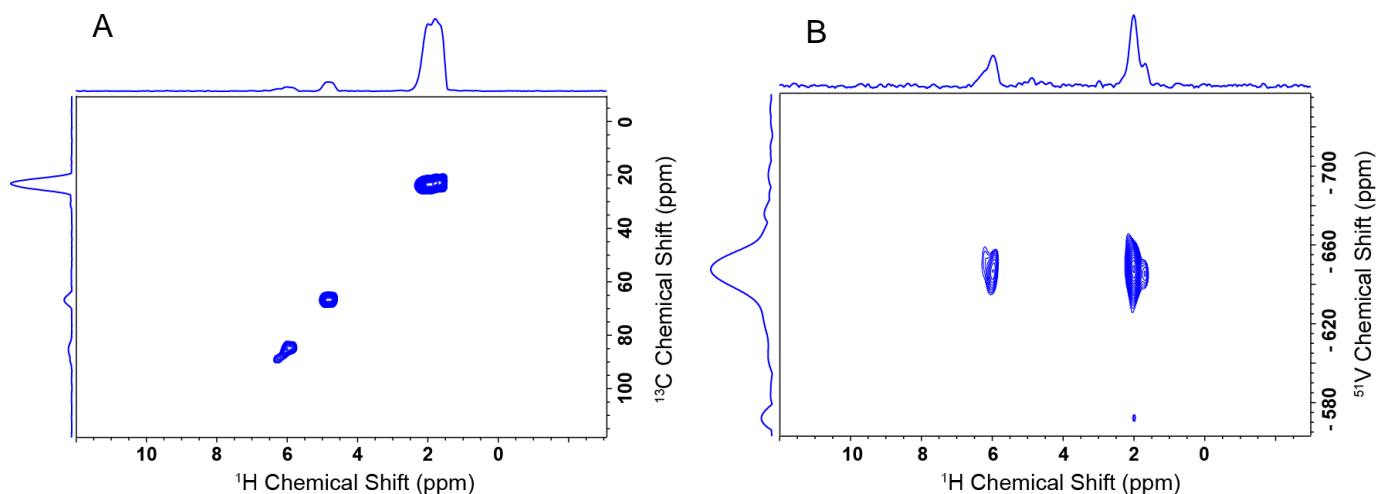 A
0
20
40
60
80
100
¹³C Chemical Shift (ppm)
10 8 6 4 2 0
¹H Chemical Shift (ppm)
B
- 700
- 660
- 620
- 580
⁵¹V Chemical Shift (ppm)
10 8 6 4 2 0
¹H Chemical Shift (ppm)